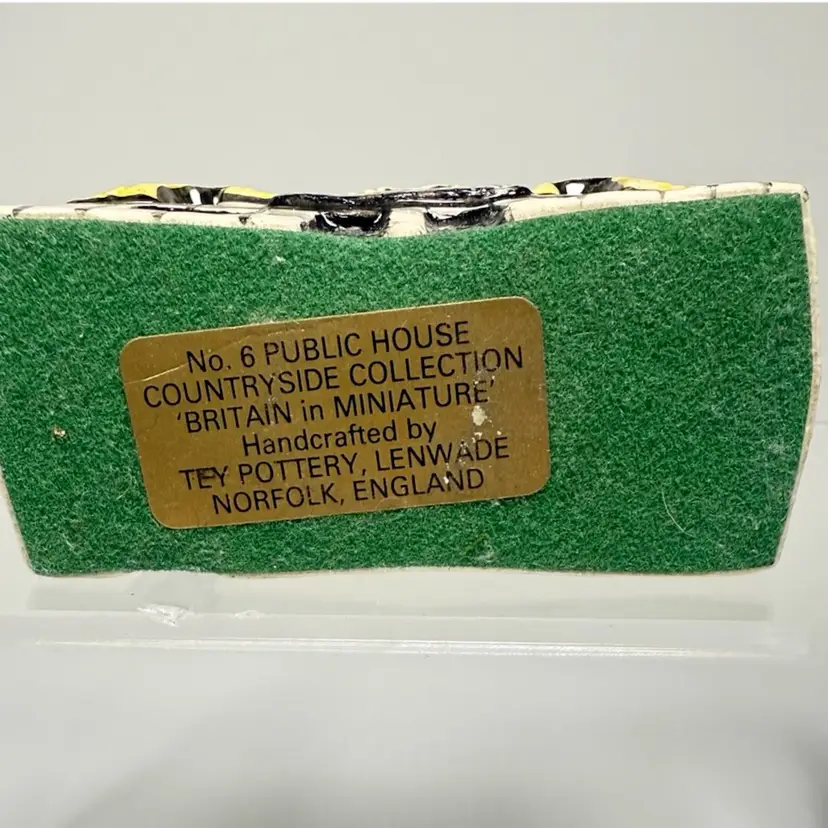 No. 6 PUBLIC HOUSE
COUNTRYSIDE COLLECTION
'BRITAIN in MINIATURE'
Handcrafted by
TEY POTTERY, LENWADE
NORFOLK, ENGLAND